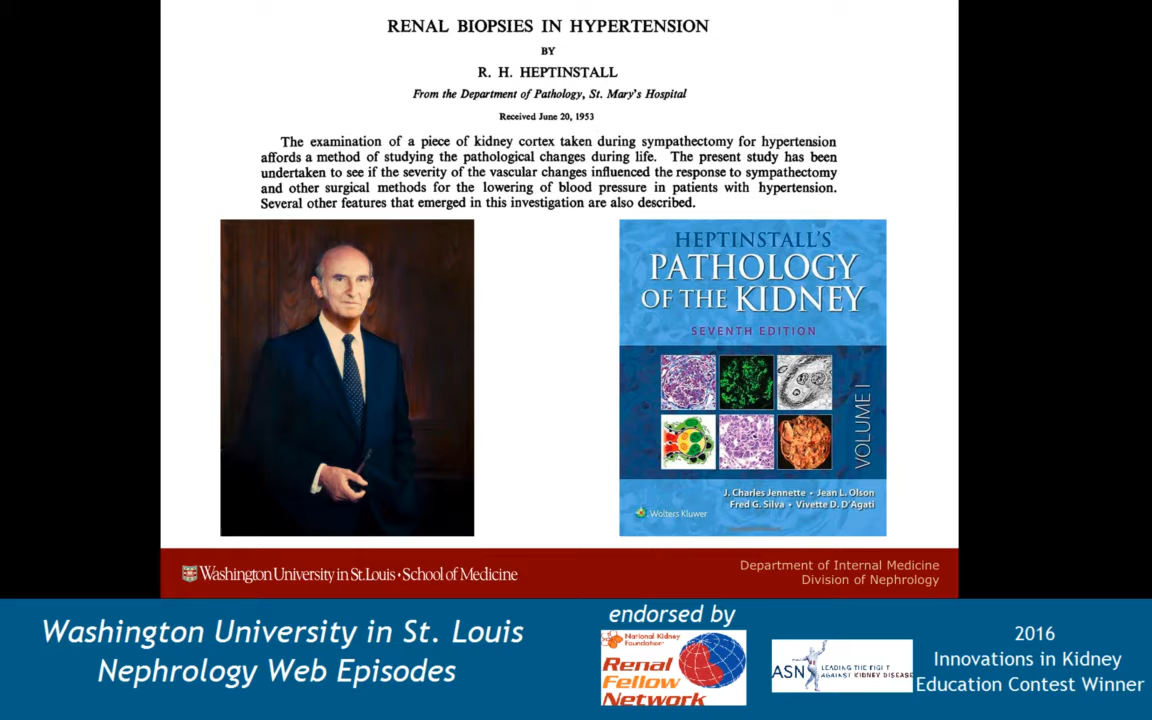 RENAL BIOPSIES IN HYPERTENSION
BY
R. H. HEPTINSTALL
From the Department of Pathology, St. Mary's Hospital
Received June 20, 1953
The examination of a piece of kidney cortex taken during sympathectomy for hypertension
affords a method of studying the pathological changes during life. The present study has been
undertaken to see if the severity of the vascular changes influenced the response to sympathectomy
and other surgical methods for the lowering of blood pressure in patients with hypertension.
Several other features that emerged in this investigation are also described.
HEPTINSTALL'S
PATHOLOGY
OF THE KIDNEY
SEVENTH EDITION
VOLUME I
J. Charles Jennette • Jean L. Olson
Fred G. Silva • Vivette D. D'Agati
Wolters Kluwer
Washington University in St. Louis • School of Medicine
Department of Internal Medicine
Division of Nephrology
Washington University in St. Louis
Nephrology Web Episodes
endorsed by
National Kidney
Foundation
Renal
Fellow
Network
ASN
LEADING THE FIGHT
AGAINST KIDNEY DISEASE
2016
Innovations in Kidney
Education Contest Winner